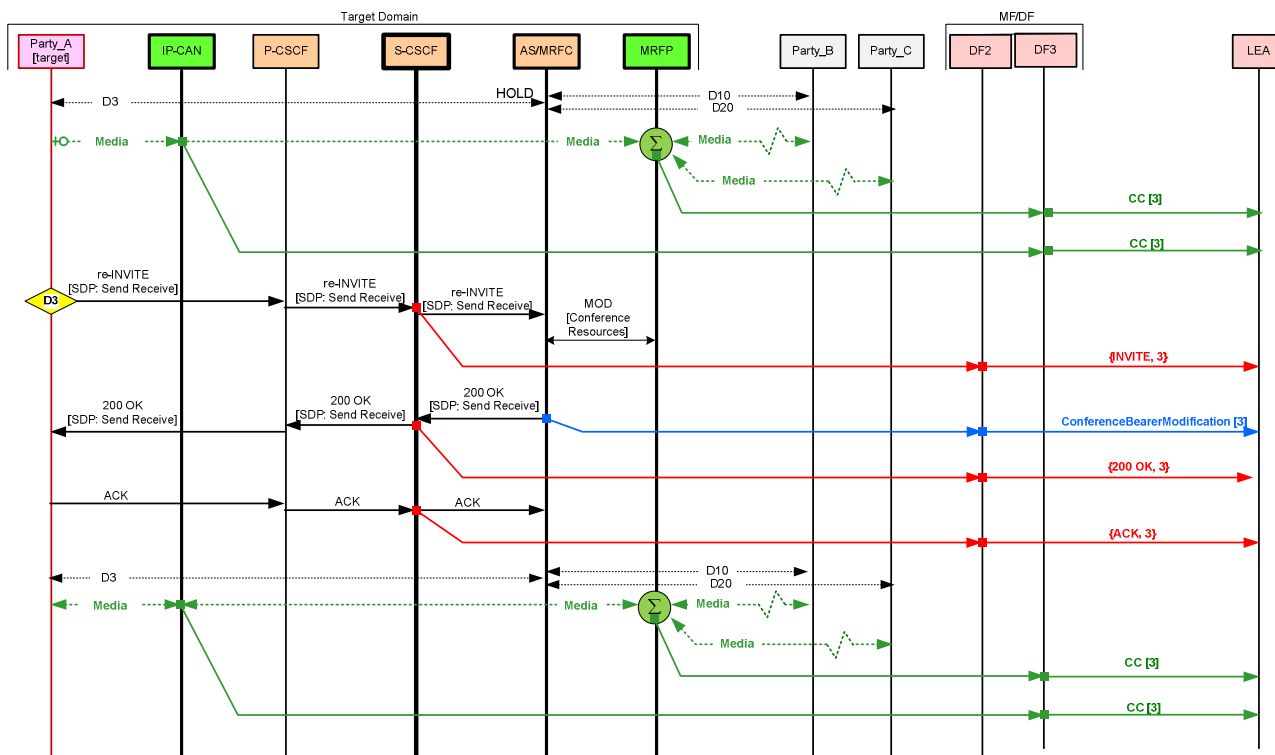 Target Domain
MF/DF
Party_A
[target]
IP-CAN
P-CSCF
S-CSCF
AS/MRFC
MRFP
Party_B
Party_C
DF2
DF3
LEA
D3
HOLD
D10
D20
Media
Media
Σ
Media
Media
CC [3]
CC [3]
D3
re-INVITE
[SDP: Send Receive]
re-INVITE
[SDP: Send Receive]
re-INVITE
[SDP: Send Receive]
MOD
[Conference
Resources]
{INVITE, 3}
200 OK
[SDP: Send Receive]
200 OK
[SDP: Send Receive]
200 OK
[SDP: Send Receive]
ConferenceBearerModification [3]
{200 OK, 3}
ACK
ACK
ACK
{ACK, 3}
D3
D10
D20
Media
Media
Σ
Media
Media
CC [3]
CC [3]